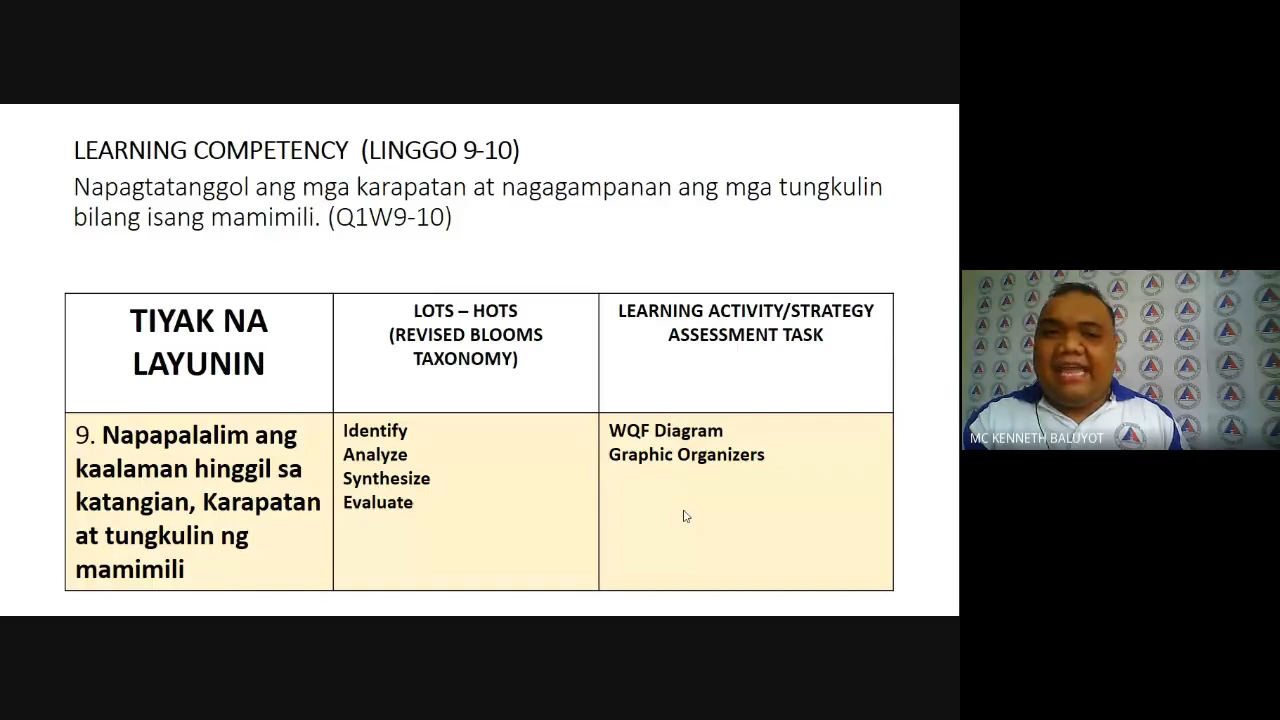 LEARNING COMPETENCY (LINGGO 9-10)
Napagtatanggol ang mga karapatan at nagagampanan ang mga tungkulin
bilang isang mamimili. (Q1W9-10)
TIYAK NA
LAYUNIN
LOTS – HOTS
(REVISED BLOOMS
TAXONOMY)
LEARNING ACTIVITY/STRATEGY
ASSESSMENT TASK
9. Napapalalim ang
kaalaman hinggil sa
katangian, Karapatan
at tungkulin ng
mamimili
Identify
Analyze
Synthesize
Evaluate
WQF Diagram
Graphic Organizers
MC KENNETH BALUYOT